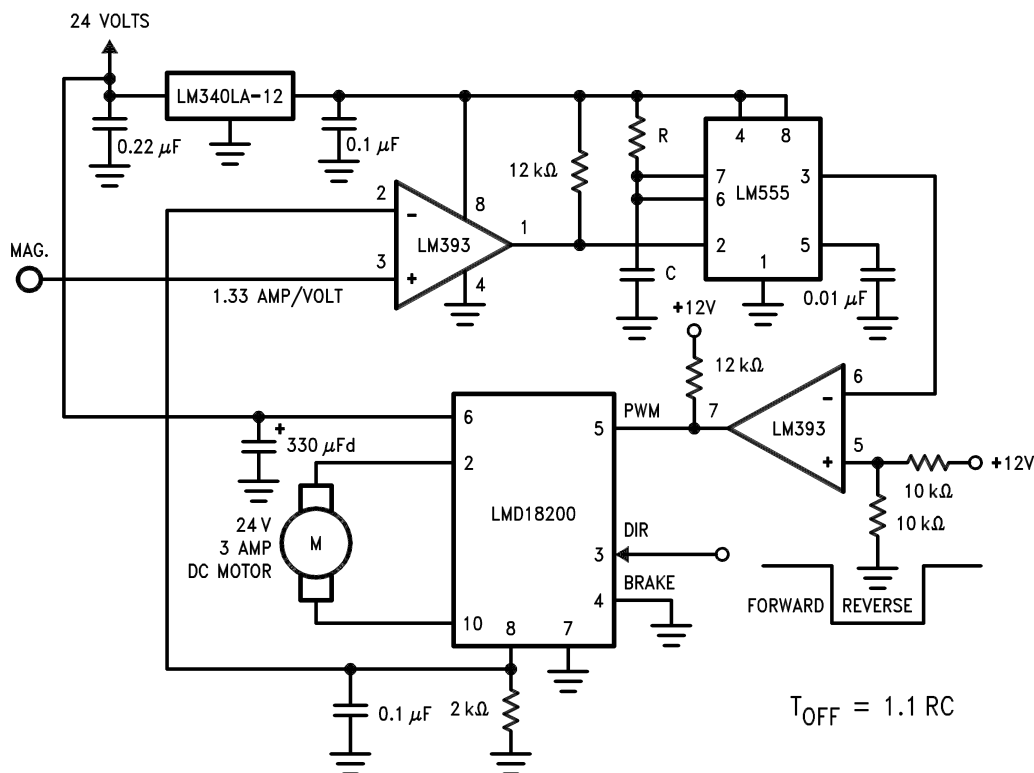 24 VOLTS
LM340LA-12
0.22 μF
0.1 μF
12 kΩ
R
4
8
7
6
LM555
3
2
5
1
C
0.01 μF
2
8
LM393
1
3
4
MAG.
1.33 AMP/VOLT
+12V
12 kΩ
6
PWM
7
LM393
5
+12V
10 kΩ
10 kΩ
6
5
330 μFd
2
LMD18200
24 V
3 AMP
DC MOTOR
M
DIR
3
BRAKE
4
FORWARD
REVERSE
10
8
7
0.1 μF
2 kΩ
TOFF = 1.1 RC